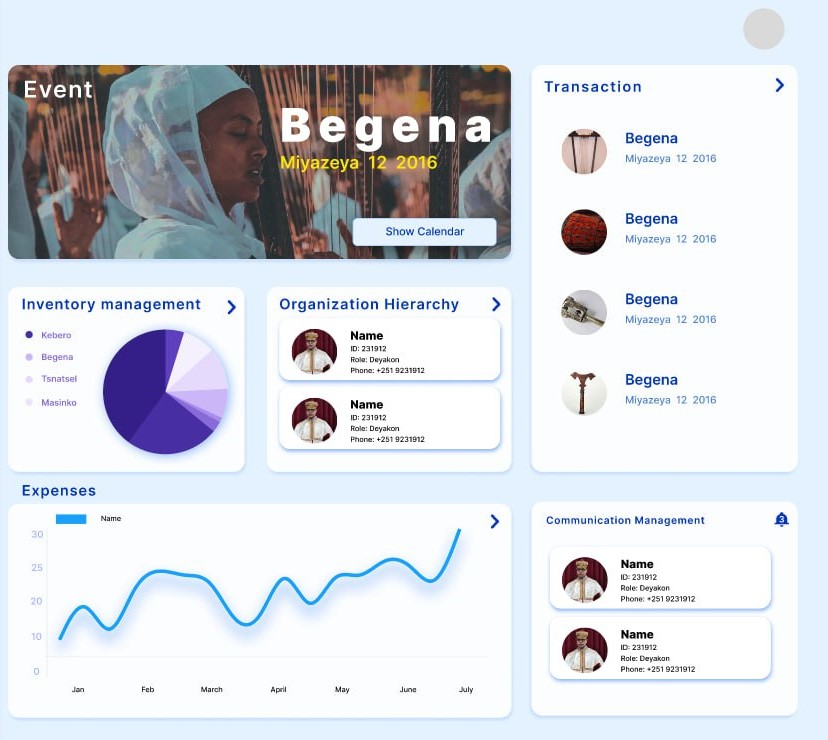 Event
Begena
Miyazeya 12 2016
Show Calendar
Transaction
Begena
Miyazeya 12 2016
Begena
Miyazeya 12 2016
Begena
Miyazeya 12 2016
Begena
Miyazeya 12 2016
Inventory management
Kebero
Begena
Tsnatsel
Masinko
Organization Hierarchy
Name
ID: 231912
Role: Deyakon
Phone: +251 9231912
Name
ID: 231912
Role: Deyakon
Phone: +251 9231912
Expenses
Name
30
25
20
10
0
Jan Feb March April May June July
Communication Management
3
Name
ID: 231912
Role: Deyakon
Phone: +251 9231912
Name
ID: 231912
Role: Deyakon
Phone: +251 9231912